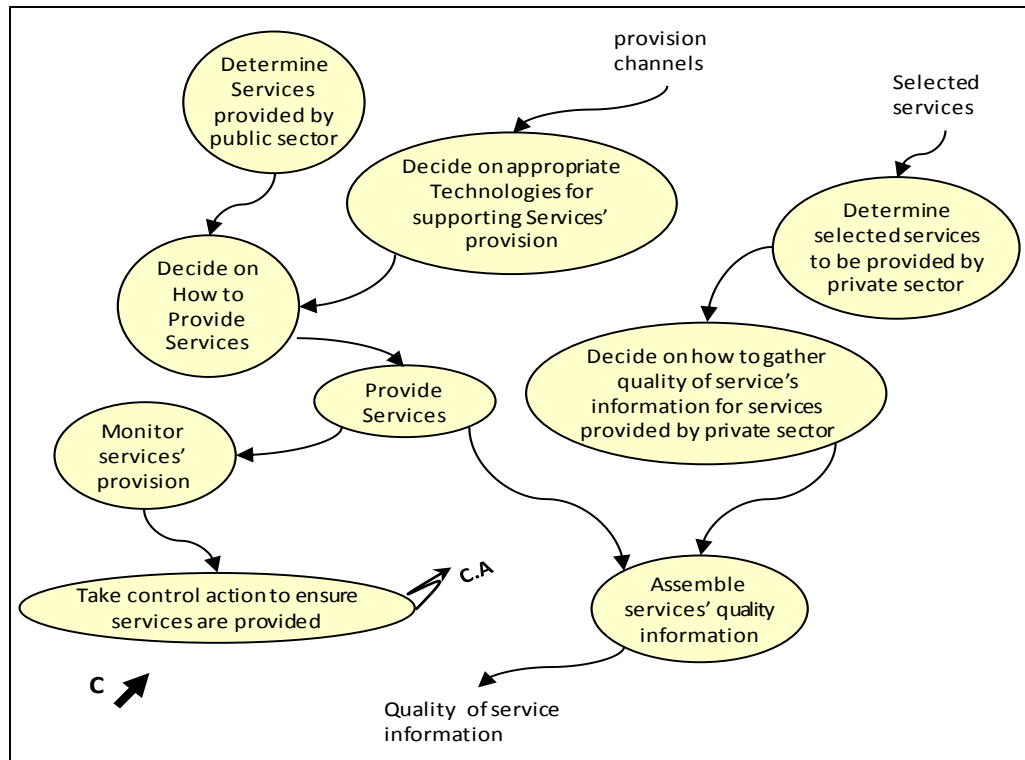 provision
channels
Selected
services
Determine
Services
provided by
public sector
Decide on appropriate
Technologies for
supporting Services’
provision
Determine
selected services
to be provided by
private sector
Decide on
How to
Provide
Services
Decide on how to gather
quality of service’s
information for services
provided by private sector
Provide
Services
Monitor
services’
provision
Take control action to ensure
services are provided
C.A
Assemble
services’ quality
information
C
Quality of service
information